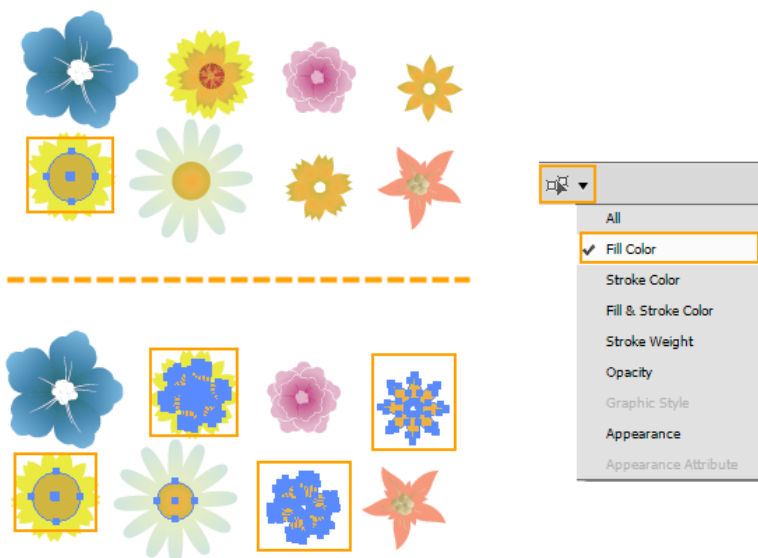 All
Fill Color
Stroke Color
Fill & Stroke Color
Stroke Weight
Opacity
Graphic Style
Appearance
Appearance Attribute